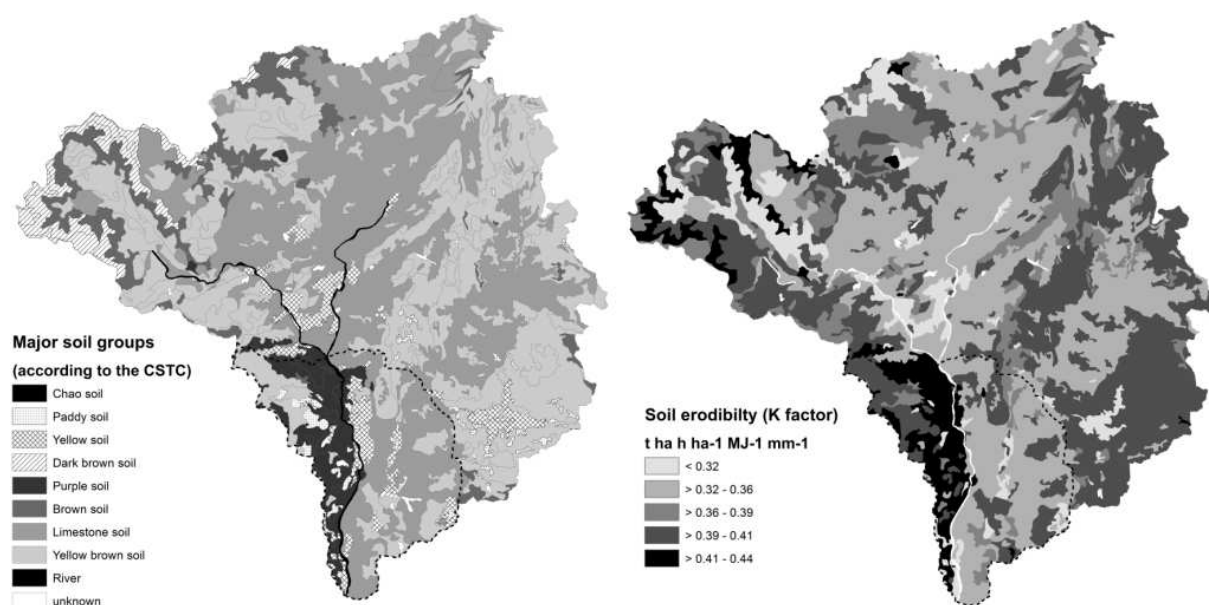 Major soil groups
(according to the CSTC)
Chao soil
Paddy soil
Yellow soil
Dark brown soil
Purple soil
Brown soil
Limestone soil
Yellow brown soil
River
unknown
Soil erodibilty (K factor)
t ha h ha-1 MJ-1 mm-1
< 0.32
> 0.32 - 0.36
> 0.36 - 0.39
> 0.39 - 0.41
> 0.41 - 0.44